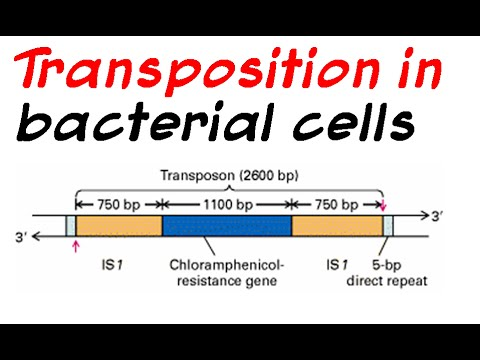 Transposition in
bacterial cells
Transposon (2600 bp)
750 bp 1100 bp 750 bp
3′
3′
IS1 Chloramphenicol- IS1 5-bp
resistance gene direct repeat